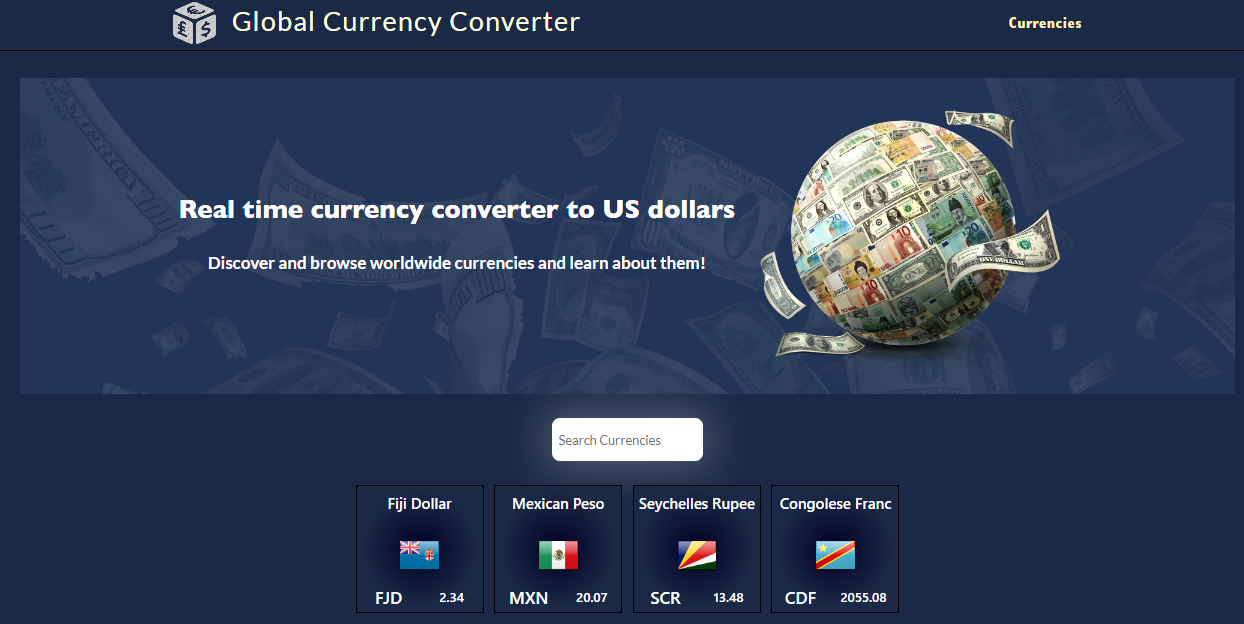 Global Currency Converter
Currencies
Real time currency converter to US dollars
Discover and browse worldwide currencies and learn about them!
Search Currencies
Fiji Dollar
FJD 2.34
Mexican Peso
MXN 20.07
Seychelles Rupee
SCR 13.48
Congolese Franc
CDF 2055.08